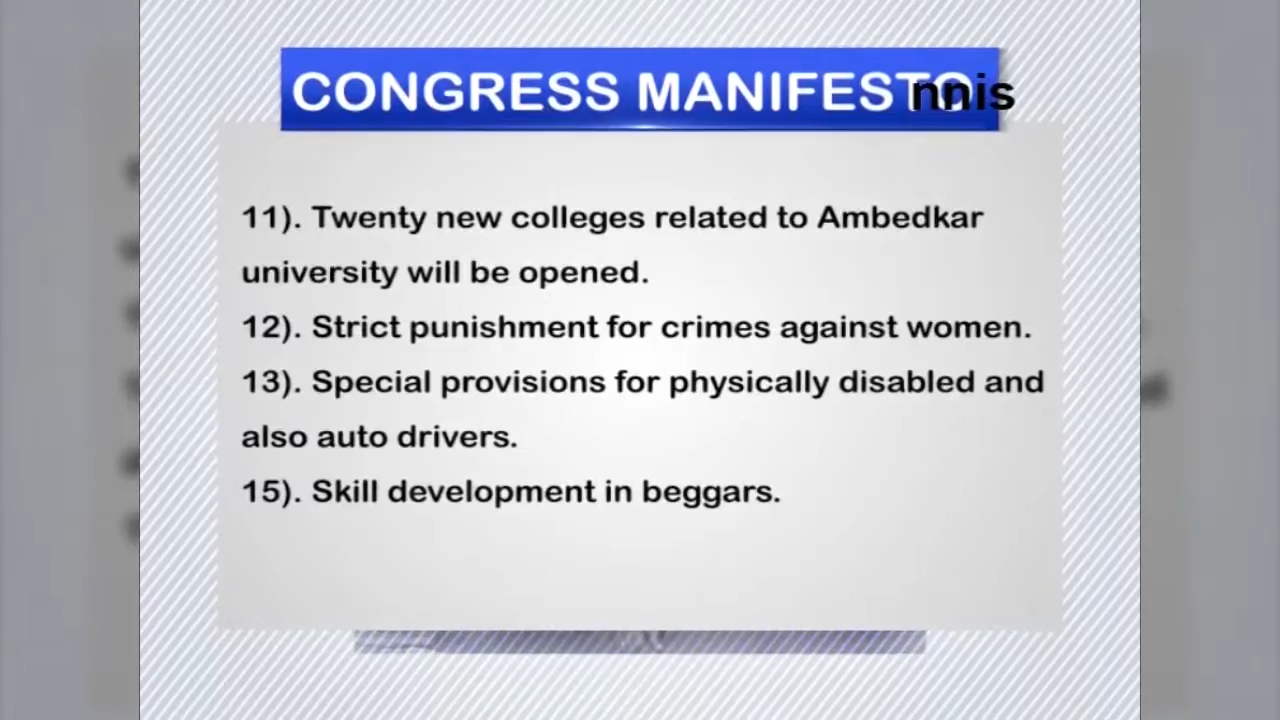 CONGRESS MANIFESTO
nnis
11). Twenty new colleges related to Ambedkar
university will be opened.
12). Strict punishment for crimes against women.
13). Special provisions for physically disabled and
also auto drivers.
15). Skill development in beggars.